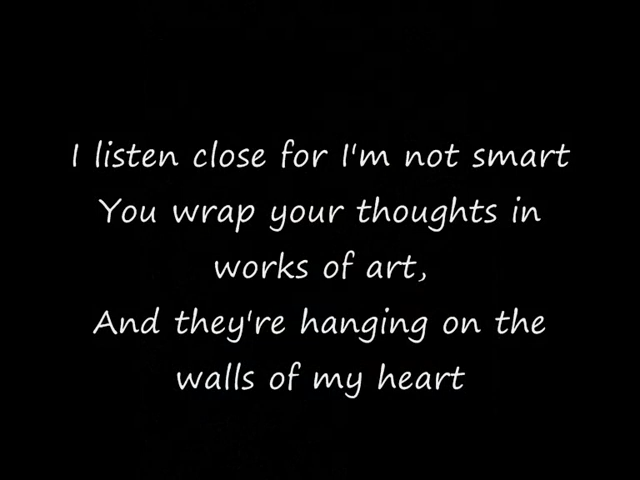 I listen close for I'm not smart
You wrap your thoughts in
works of art,
And they're hanging on the
walls of my heart